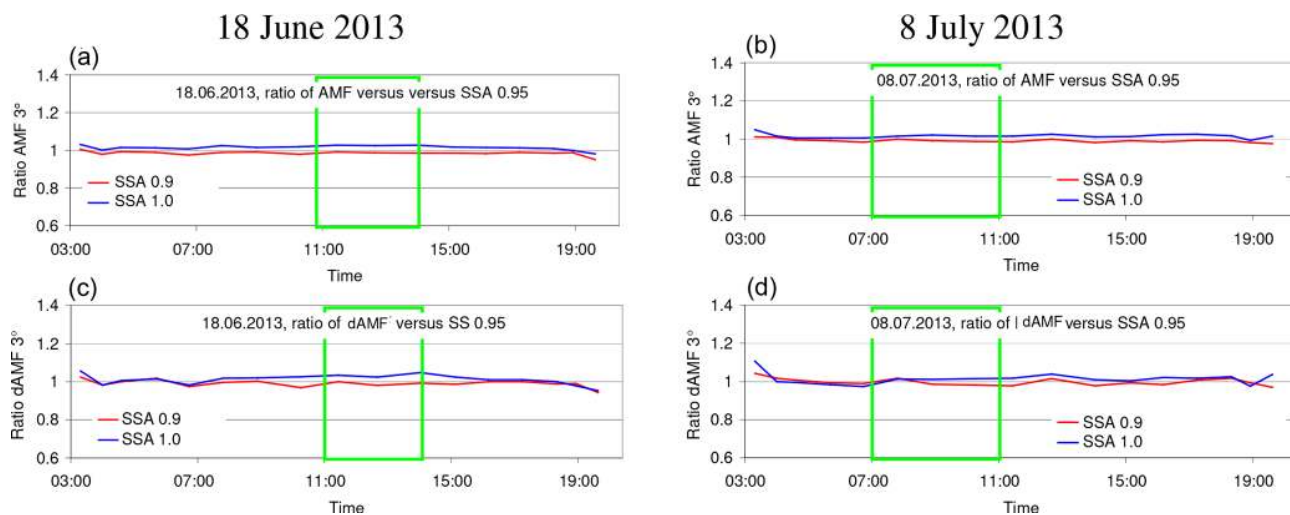 18 June 2013
8 July 2013
(a)
18.06.2013, ratio of AMF versus versus SSA 0.95
Ratio AMF 3°
1.4
1.2
1
0.8
0.6
SSA 0.9
SSA 1.0
03:00 07:00 11:00 15:00 19:00
Time
(b)
08.07.2013, ratio of AMF versus SSA 0.95
Ratio AMF 3°
1.4
1.2
1
0.8
0.6
SSA 0.9
SSA 1.0
03:00 07:00 11:00 15:00 19:00
Time
(c)
18.06.2013, ratio of dAMF versus SS 0.95
Ratio dAMF 3°
1.4
1.2
1
0.8
0.6
SSA 0.9
SSA 1.0
03:00 07:00 11:00 15:00 19:00
Time
(d)
08.07.2013, ratio of | dAMF versus SSA 0.95
Ratio dAMF 3°
1.4
1.2
1
0.8
0.6
SSA 0.9
SSA 1.0
03:00 07:00 11:00 15:00 19:00
Time